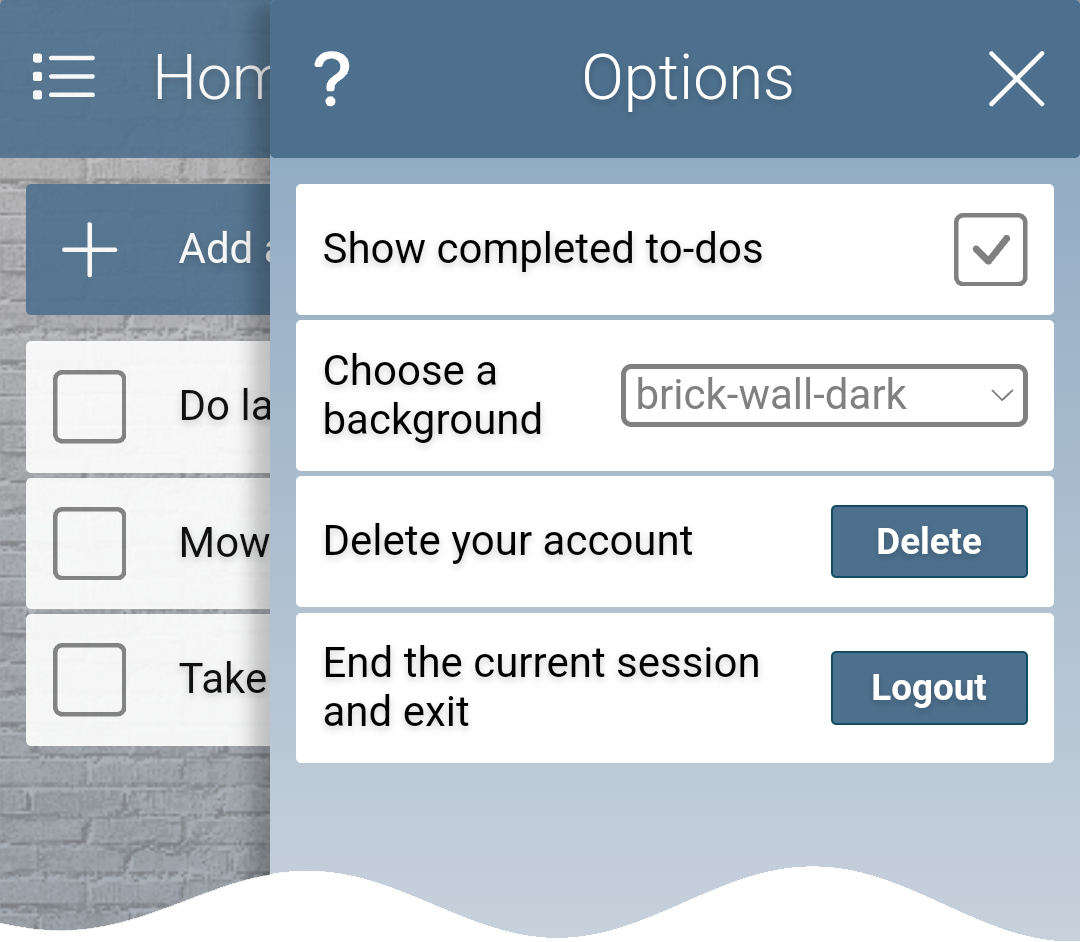 Hom
?
Options
Add a
Do la
Mow
Take
Show completed to-dos
Choose a
background
brick-wall-dark
Delete your account
Delete
End the current session
and exit
Logout